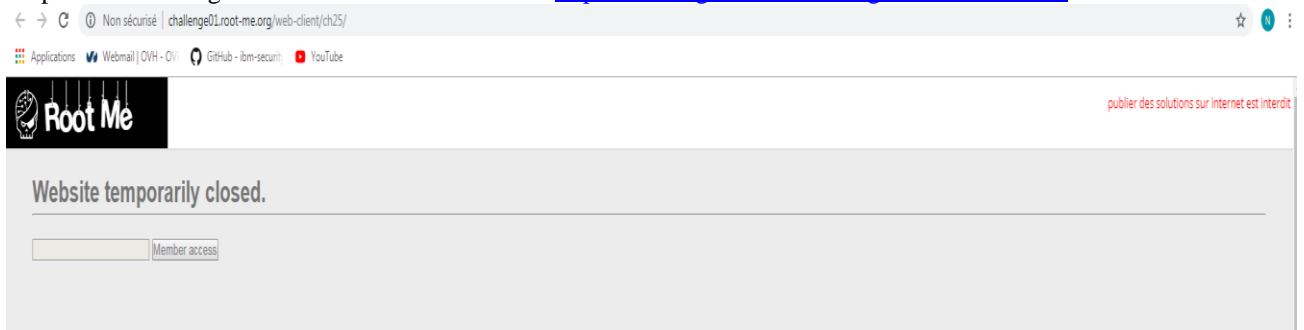 Non sécurisé | challenge01.root-me.org/web-client/ch25/
N
Applications Webmail | OVH - OV GitHub - ibm-securit YouTube
Root Me
publier des solutions sur internet est interdit
Website temporarily closed.
Member access